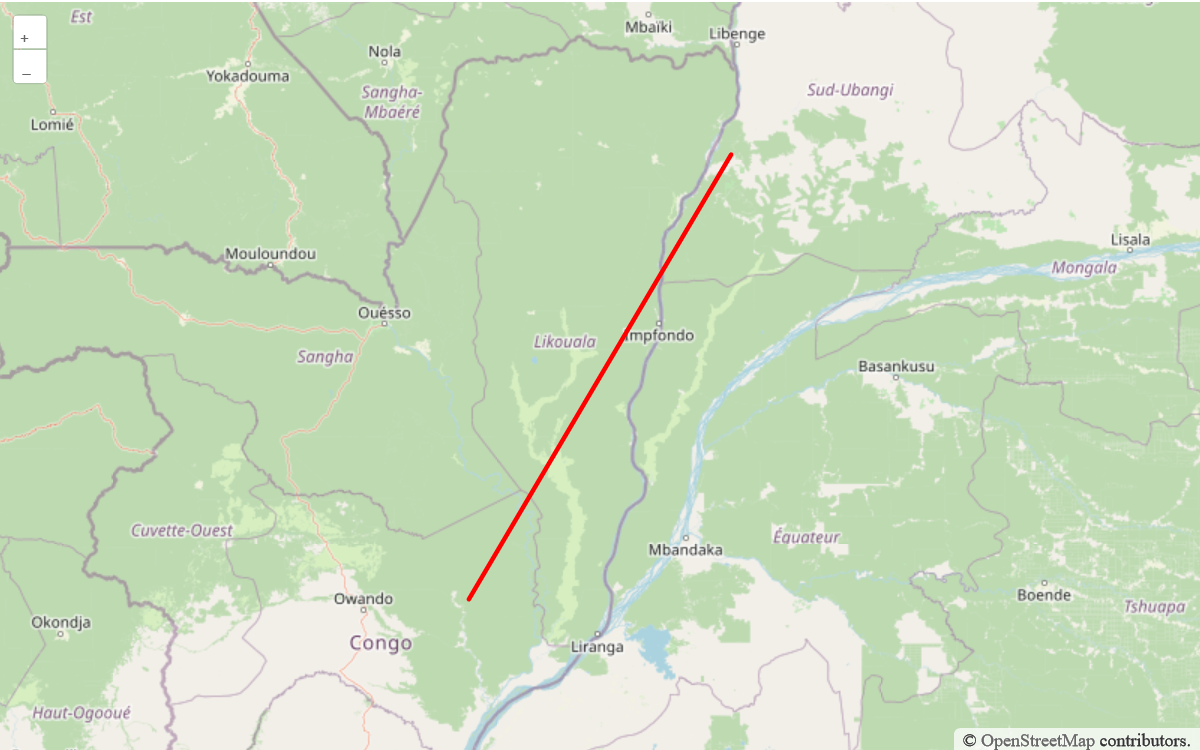 Est
+
–
Mbaïki
Libenge
Nola
Yokadouma
Sangha-
Mbaéré
Sud-Ubangi
Lomié
Lisala
Mouloundou
Mongala
Ouésso
Impfondo
Likouala
Sangha
Basankusu
Cuvette-Ouest
Équateur
Mbandaka
Owando
Boende
Tshuapa
Okondja
Congo
Liranga
Haut-Ogooué
© OpenStreetMap contributors.